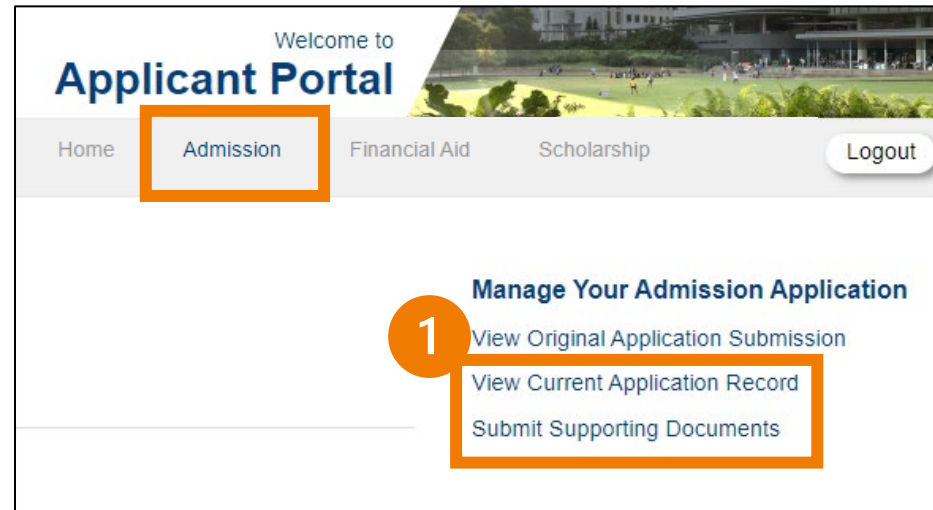 Welcome to
Applicant Portal
Home Admission Financial Aid Scholarship Logout
Manage Your Admission Application
1
View Original Application Submission
View Current Application Record
Submit Supporting Documents